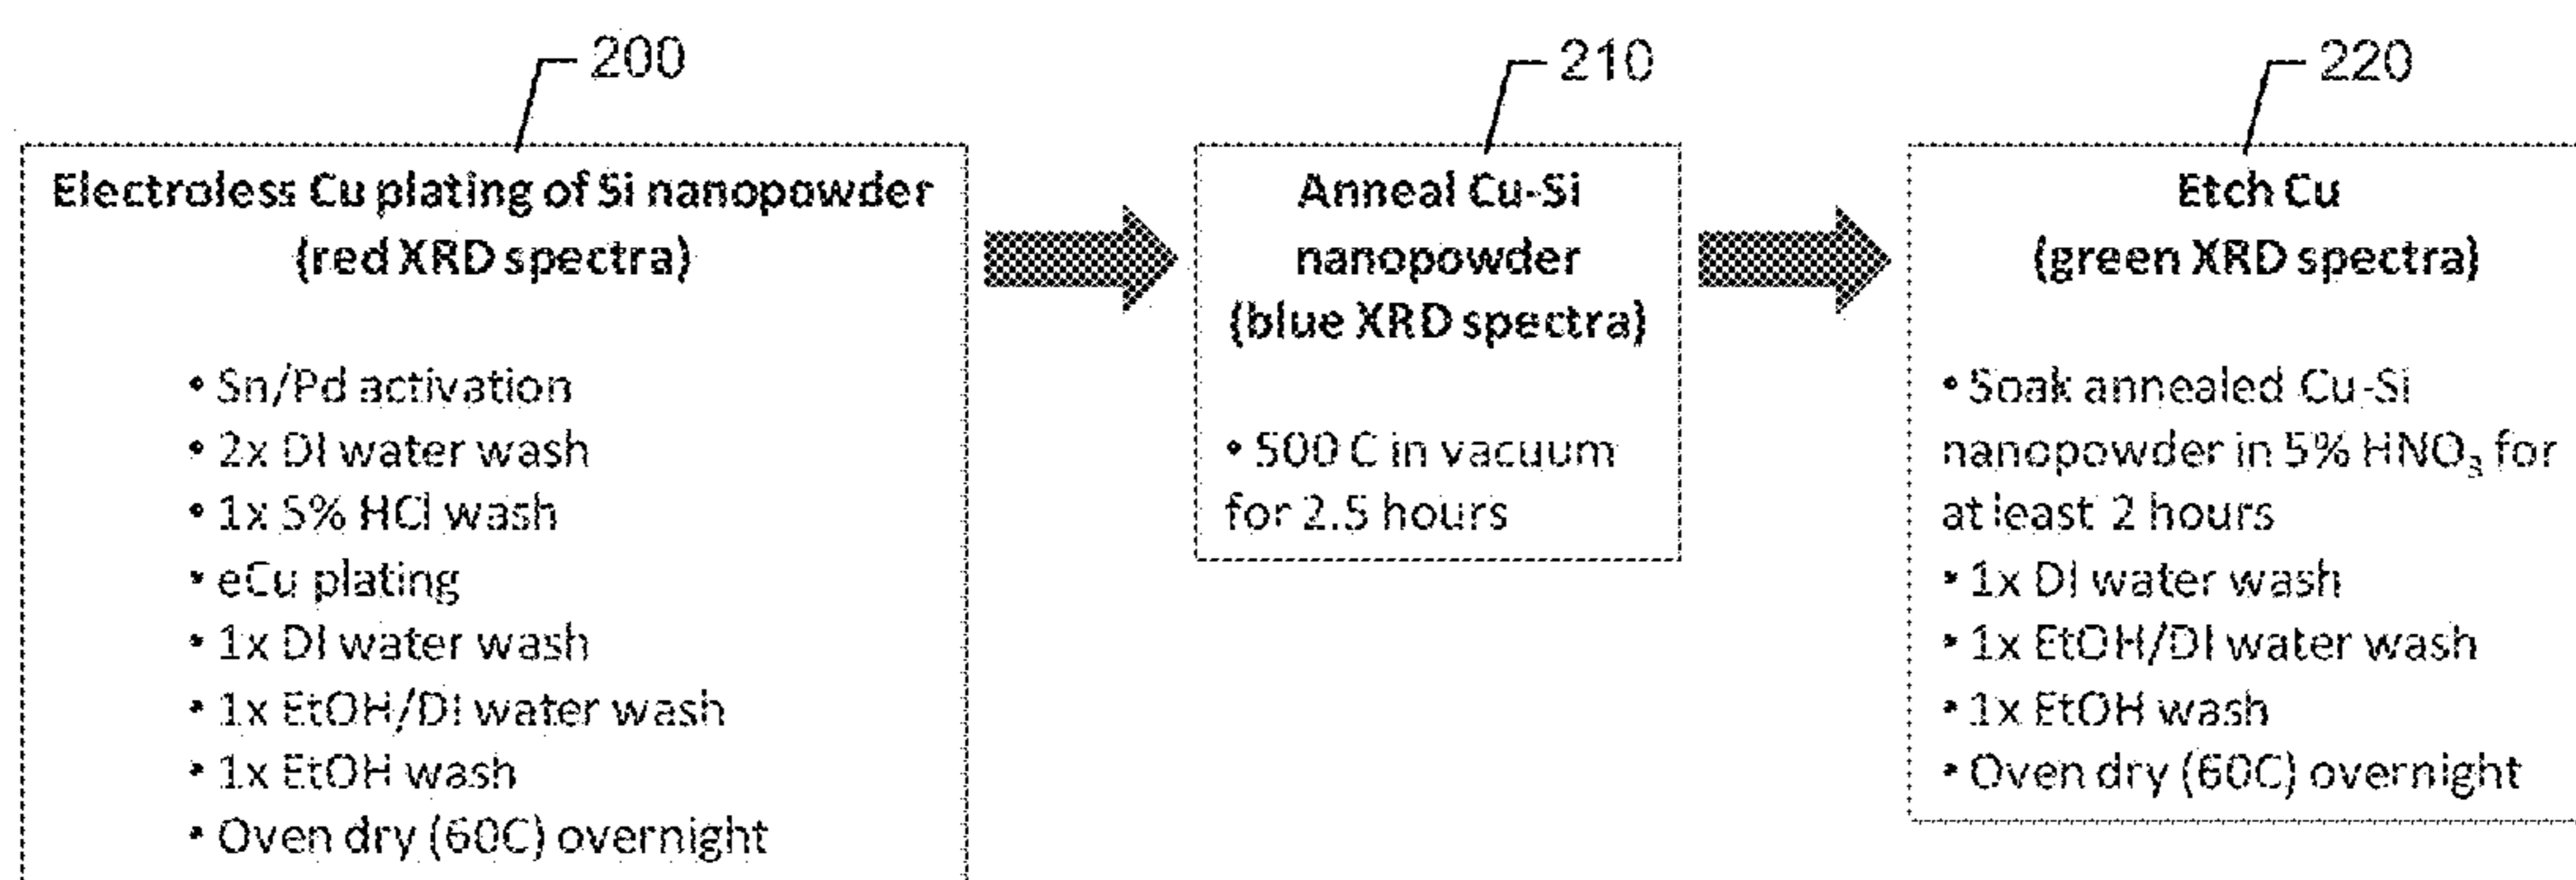 200
Electroless Cu plating of Si nanopowder
(red XRD spectra)
• Sn/Pd activation
• 2x DI water wash
• 1x 5% HCl wash
• eCu plating
• 1x DI water wash
• 1x EtOH/DI water wash
• 1x EtOH wash
• Oven dry (60C) overnight
210
Anneal Cu-Si
nanopowder
(blue XRD spectra)
• 500 C in vacuum
for 2.5 hours
220
Etch Cu
(green XRD spectra)
• Soak annealed Cu-Si
nanopowder in 5% HNO₃ for
at least 2 hours
• 1x DI water wash
• 1x EtOH/DI water wash
• 1x EtOH wash
• Oven dry (60C) overnight